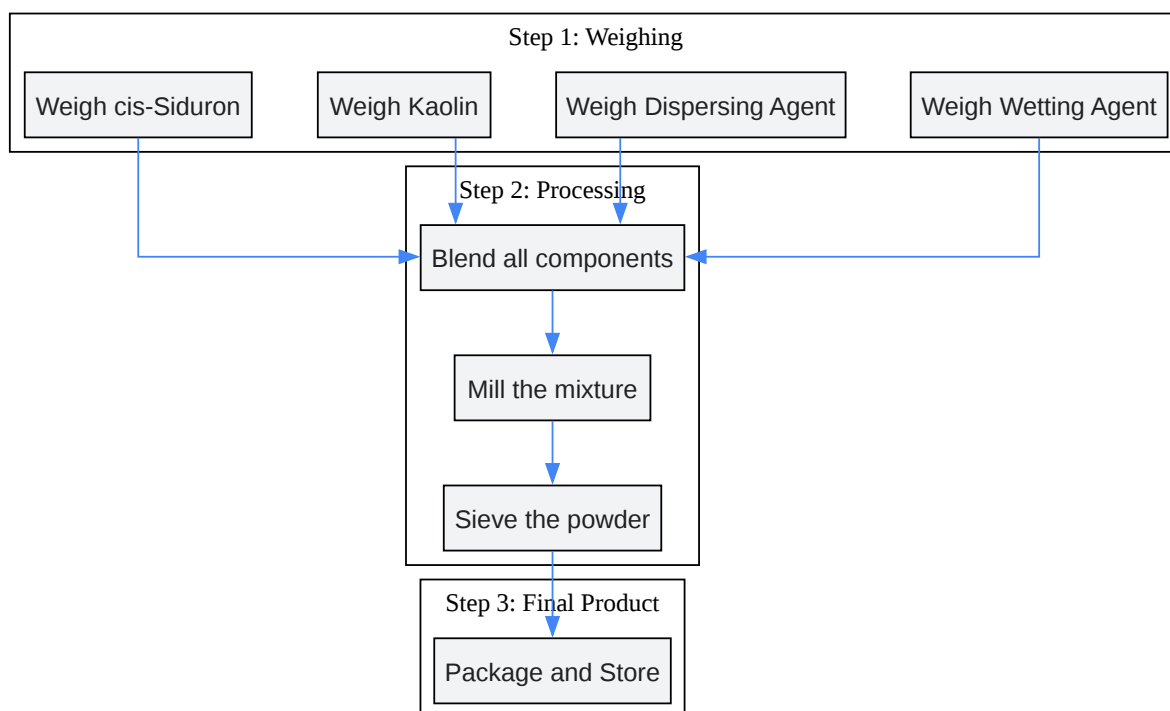 Step 1: Weighing
Weigh cis-Siduron
Weigh Kaolin
Weigh Dispersing Agent
Weigh Wetting Agent
Step 2: Processing
Blend all components
Mill the mixture
Sieve the powder
Step 3: Final Product
Package and Store